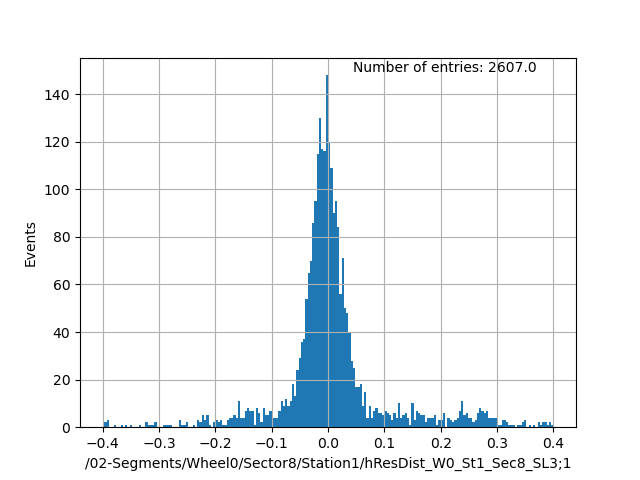 Number of entries: 2607.0
140
120
100
80
60
40
20
0
Events
−0.4 −0.3 −0.2 −0.1 0.0 0.1 0.2 0.3 0.4
/02-Segments/Wheel0/Sector8/Station1/hResDist_W0_St1_Sec8_SL3;1